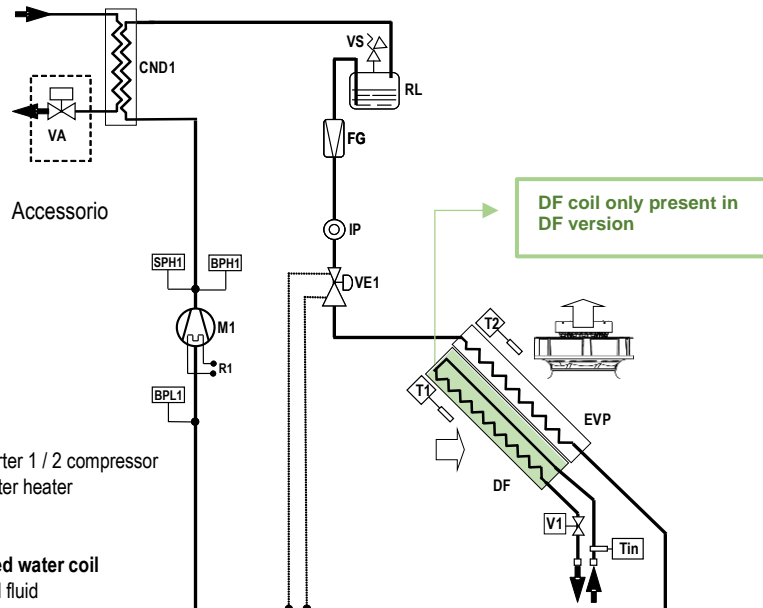 CND1
VS
RL
VA
FG
Accessorio
DF coil only present in
DF version
IP
SPH1
BPH1
VE1
M1
T2
R1
T1
BPL1
EVP
rter 1 / 2 compressor
ter heater
DF
V1
Tin
ed water coil
d fluid